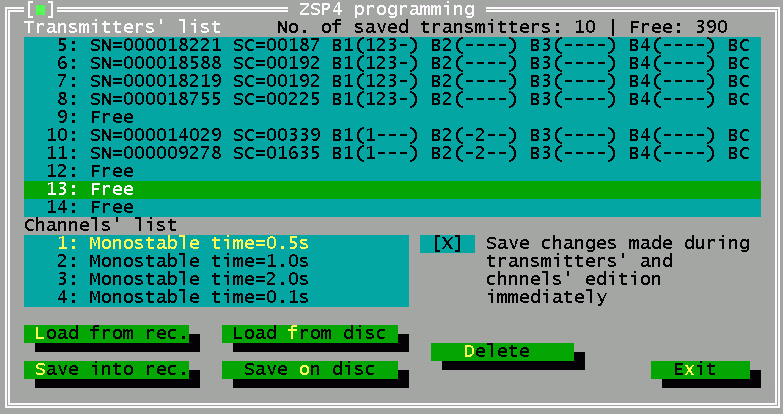 [■] ZSP4 programming
Transmitters' list No. of saved transmitters: 10 | Free: 390
5: SN=000018221 SC=00187 B1(123-) B2(----) B3(----) B4(----) BC
6: SN=000018588 SC=00192 B1(123-) B2(----) B3(----) B4(----) BC
7: SN=000018219 SC=00192 B1(123-) B2(----) B3(----) B4(----) BC
8: SN=000018755 SC=00225 B1(123-) B2(----) B3(----) B4(----) BC
9: Free
10: SN=000014029 SC=00339 B1(1---) B2(-2--) B3(----) B4(----) BC
11: SN=000009278 SC=01635 B1(1---) B2(-2--) B3(----) B4(----) BC
12: Free
13: Free
14: Free
Channels' list
1: Monostable time=0.5s
2: Monostable time=1.0s
3: Monostable time=2.0s
4: Monostable time=0.1s
[X] Save changes made during
transmitters' and
chnnels' edition
immediately
Load from rec. Load from disc
Delete
Save into rec. Save on disc Exit